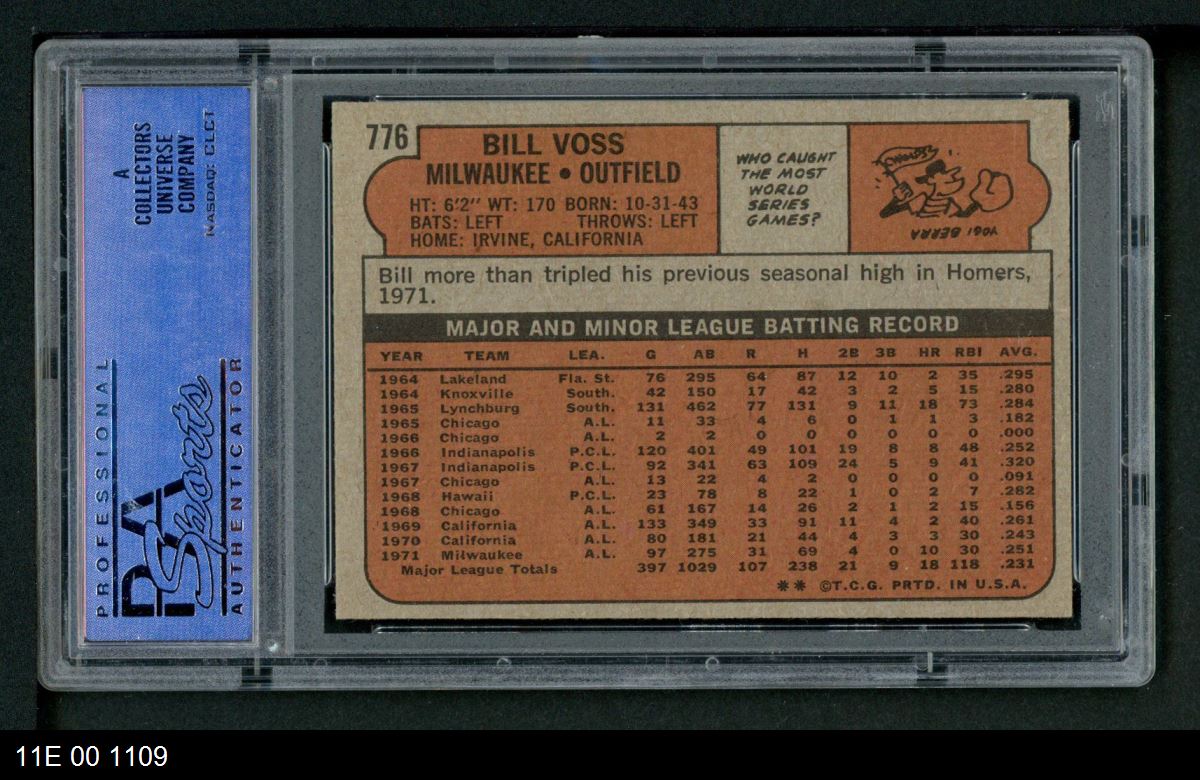 A
COLLECTORS
UNIVERSE
COMPANY
NASDAQ: CLCT
PROFESSIONAL
PSA
Sports
AUTHENTICATOR
776
BILL VOSS
MILWAUKEE • OUTFIELD
HT: 6'2" WT: 170 BORN: 10-31-43
BATS: LEFT THROWS: LEFT
HOME: IRVINE, CALIFORNIA
WHO CAUGHT
THE MOST
WORLD
SERIES
GAMES?
YOGI BERRA
Bill more than tripled his previous seasonal high in Homers,
1971.
MAJOR AND MINOR LEAGUE BATTING RECORD
YEAR TEAM LEA. G AB R H 2B 3B HR RBI AVG.
1964 Lakeland Fla. St. 76 295 64 87 12 10 2 35 .295
1964 Knoxville South. 42 150 17 42 3 2 5 15 .280
1965 Lynchburg South. 131 462 77 131 9 11 18 73 .284
1965 Chicago A.L. 11 33 4 6 0 1 1 3 .182
1966 Chicago A.L. 2 2 0 0 0 0 0 0 .000
1966 Indianapolis P.C.L. 120 401 49 101 19 8 8 48 .252
1967 Indianapolis P.C.L. 92 341 63 109 24 5 9 41 .320
1967 Chicago A.L. 13 22 4 2 0 0 0 0 .091
1968 Hawaii P.C.L. 23 78 8 22 1 0 2 7 .282
1968 Chicago A.L. 61 167 14 26 2 1 2 15 .156
1969 California A.L. 133 349 33 91 11 4 2 40 .261
1970 California A.L. 80 181 21 44 4 3 3 30 .243
1971 Milwaukee A.L. 97 275 31 69 4 0 10 30 .251
Major League Totals 397 1029 107 238 21 9 18 118 .231
** ©T.C.G. PRTD. IN U.S.A.
11E 00 1109